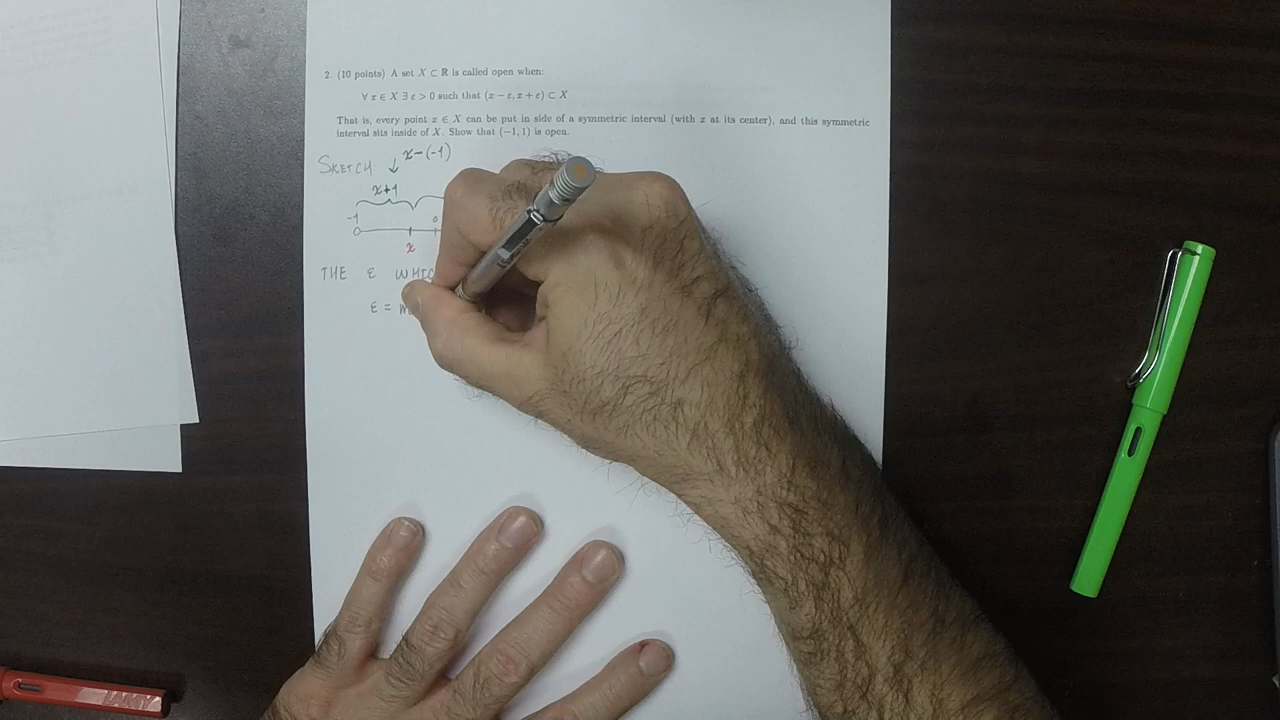 2. (10 points) A set X ⊂ ℝ is called open when:
∀ x ∈ X ∃ ε > 0 such that (x − ε, x + ε) ⊂ X
That is, every point x ∈ X can be put in side of a symmetric interval (with x at its center), and this symmetric
interval sits inside of X. Show that (−1, 1) is open.
SKETCH ↓ x-(-1)
x+1
-1 0
x
THE ε WHIC
ε =